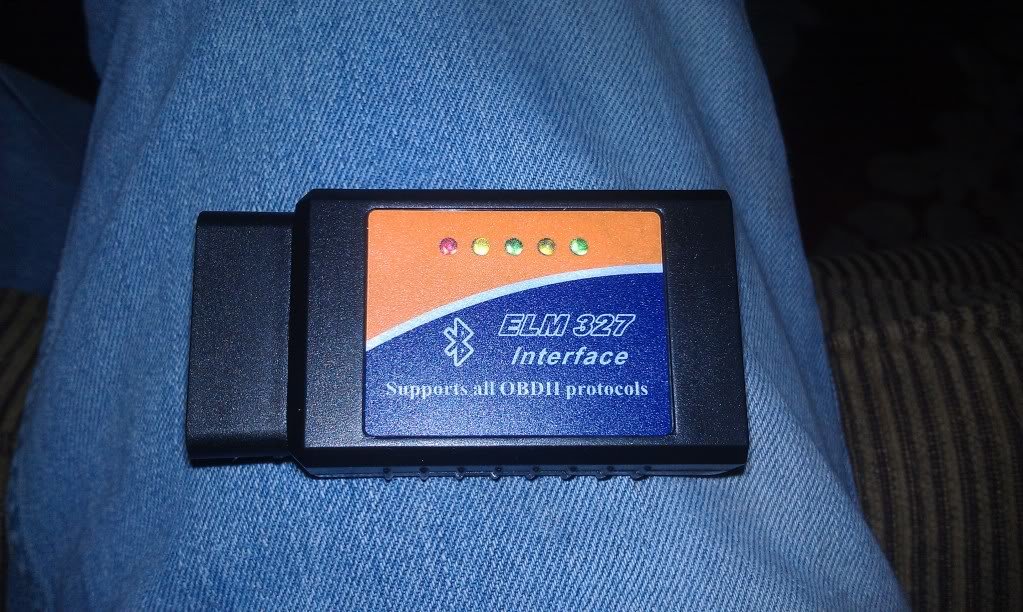 ELM 327
Interface
Supports all OBDII protocols